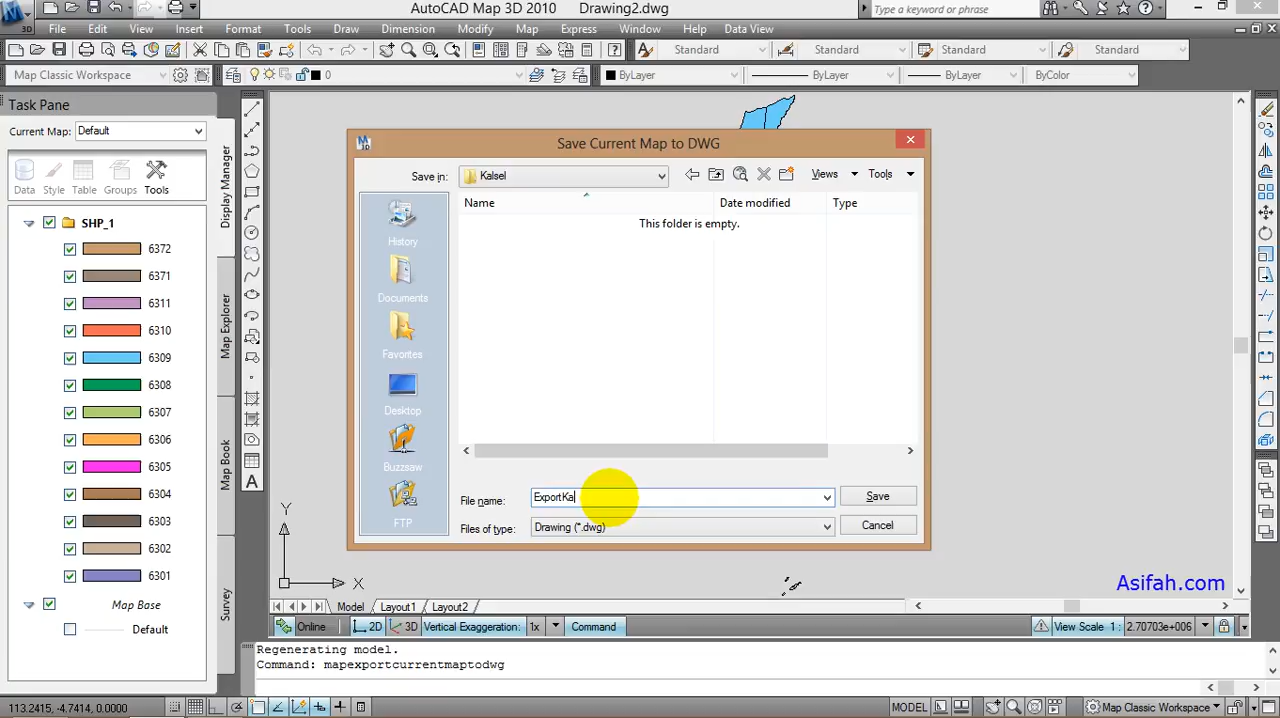 AutoCAD Map 3D 2010 Drawing2.dwg
Type a keyword or phrase
3D File Edit View Insert Format Tools Draw Dimension Modify Map Express Window Help Data View
Standard Standard Standard Standard
Map Classic Workspace 0 ByLayer ByLayer ByLayer ByColor
Task Pane
Current Map: Default
Data Style Table Groups Tools
Display Manager
Map Explorer
Map Book
Survey
SHP_1
6372
6371
6311
6310
6309
6308
6307
6306
6305
6304
6303
6302
6301
Map Base
Default
Save Current Map to DWG
Save in: Kalsel Views Tools
Name Date modified Type
This folder is empty.
History
Documents
Favorites
Desktop
Buzzsaw
FTP
File name: ExportKal Save
Files of type: Drawing (*.dwg) Cancel
Y
X
Asifah.com
Model Layout1 Layout2
Online 2D 3D Vertical Exaggeration: 1x Command View Scale 1 : 2.70703e+006
Regenerating model.
Command: mapexportcurrentmaptodwg
113.2415, -4.7414, 0.0000 MODEL Map Classic Workspace